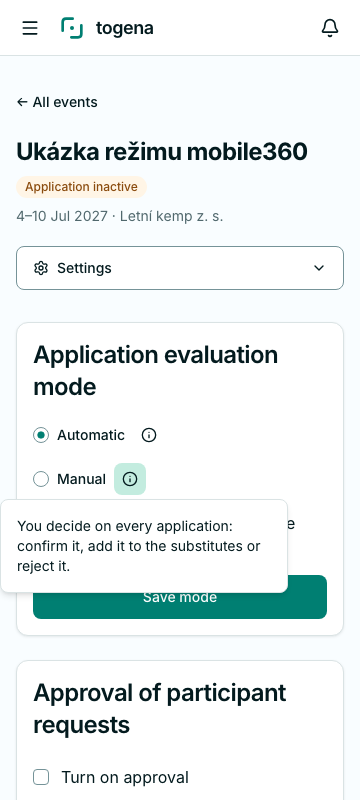 togena
← All events
Ukázka režimu mobile360
Application inactive
4–10 Jul 2027 · Letní kemp z. s.
Settings
Application evaluation
mode
Automatic
Manual
You decide on every application:
confirm it, add it to the substitutes or
reject it.
Save mode
Approval of participant
requests
Turn on approval